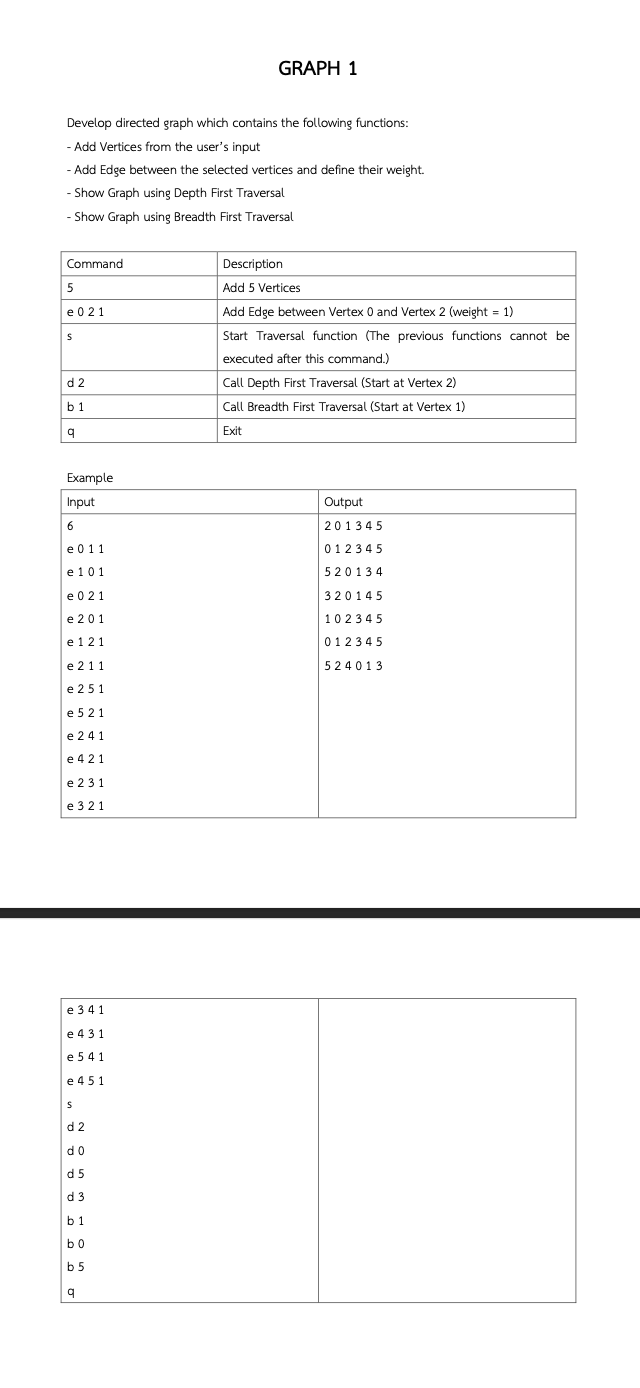 GRAPH 1
Develop directed graph which contains the following functions:
- Add Vertices from the user's input
- Add Edge between the selected vertices and define their weight.
- Show Graph using Depth First Traversal
- Show Graph using Breadth First Traversal
Command Description
5 Add 5 Vertices
e 0 2 1 Add Edge between Vertex 0 and Vertex 2 (weight = 1)
s Start Traversal function (The previous functions cannot be
executed after this command.)
d 2 Call Depth First Traversal (Start at Vertex 2)
b 1 Call Breadth First Traversal (Start at Vertex 1)
q Exit
Example
Input Output
6 2 0 1 3 4 5
e 0 1 1 0 1 2 3 4 5
e 1 0 1 5 2 0 1 3 4
e 0 2 1 3 2 0 1 4 5
e 2 0 1 1 0 2 3 4 5
e 1 2 1 0 1 2 3 4 5
e 2 1 1 5 2 4 0 1 3
e 2 5 1
e 5 2 1
e 2 4 1
e 4 2 1
e 2 3 1
e 3 2 1
e 3 4 1
e 4 3 1
e 5 4 1
e 4 5 1
s
d 2
d 0
d 5
d 3
b 1
b 0
b 5
q